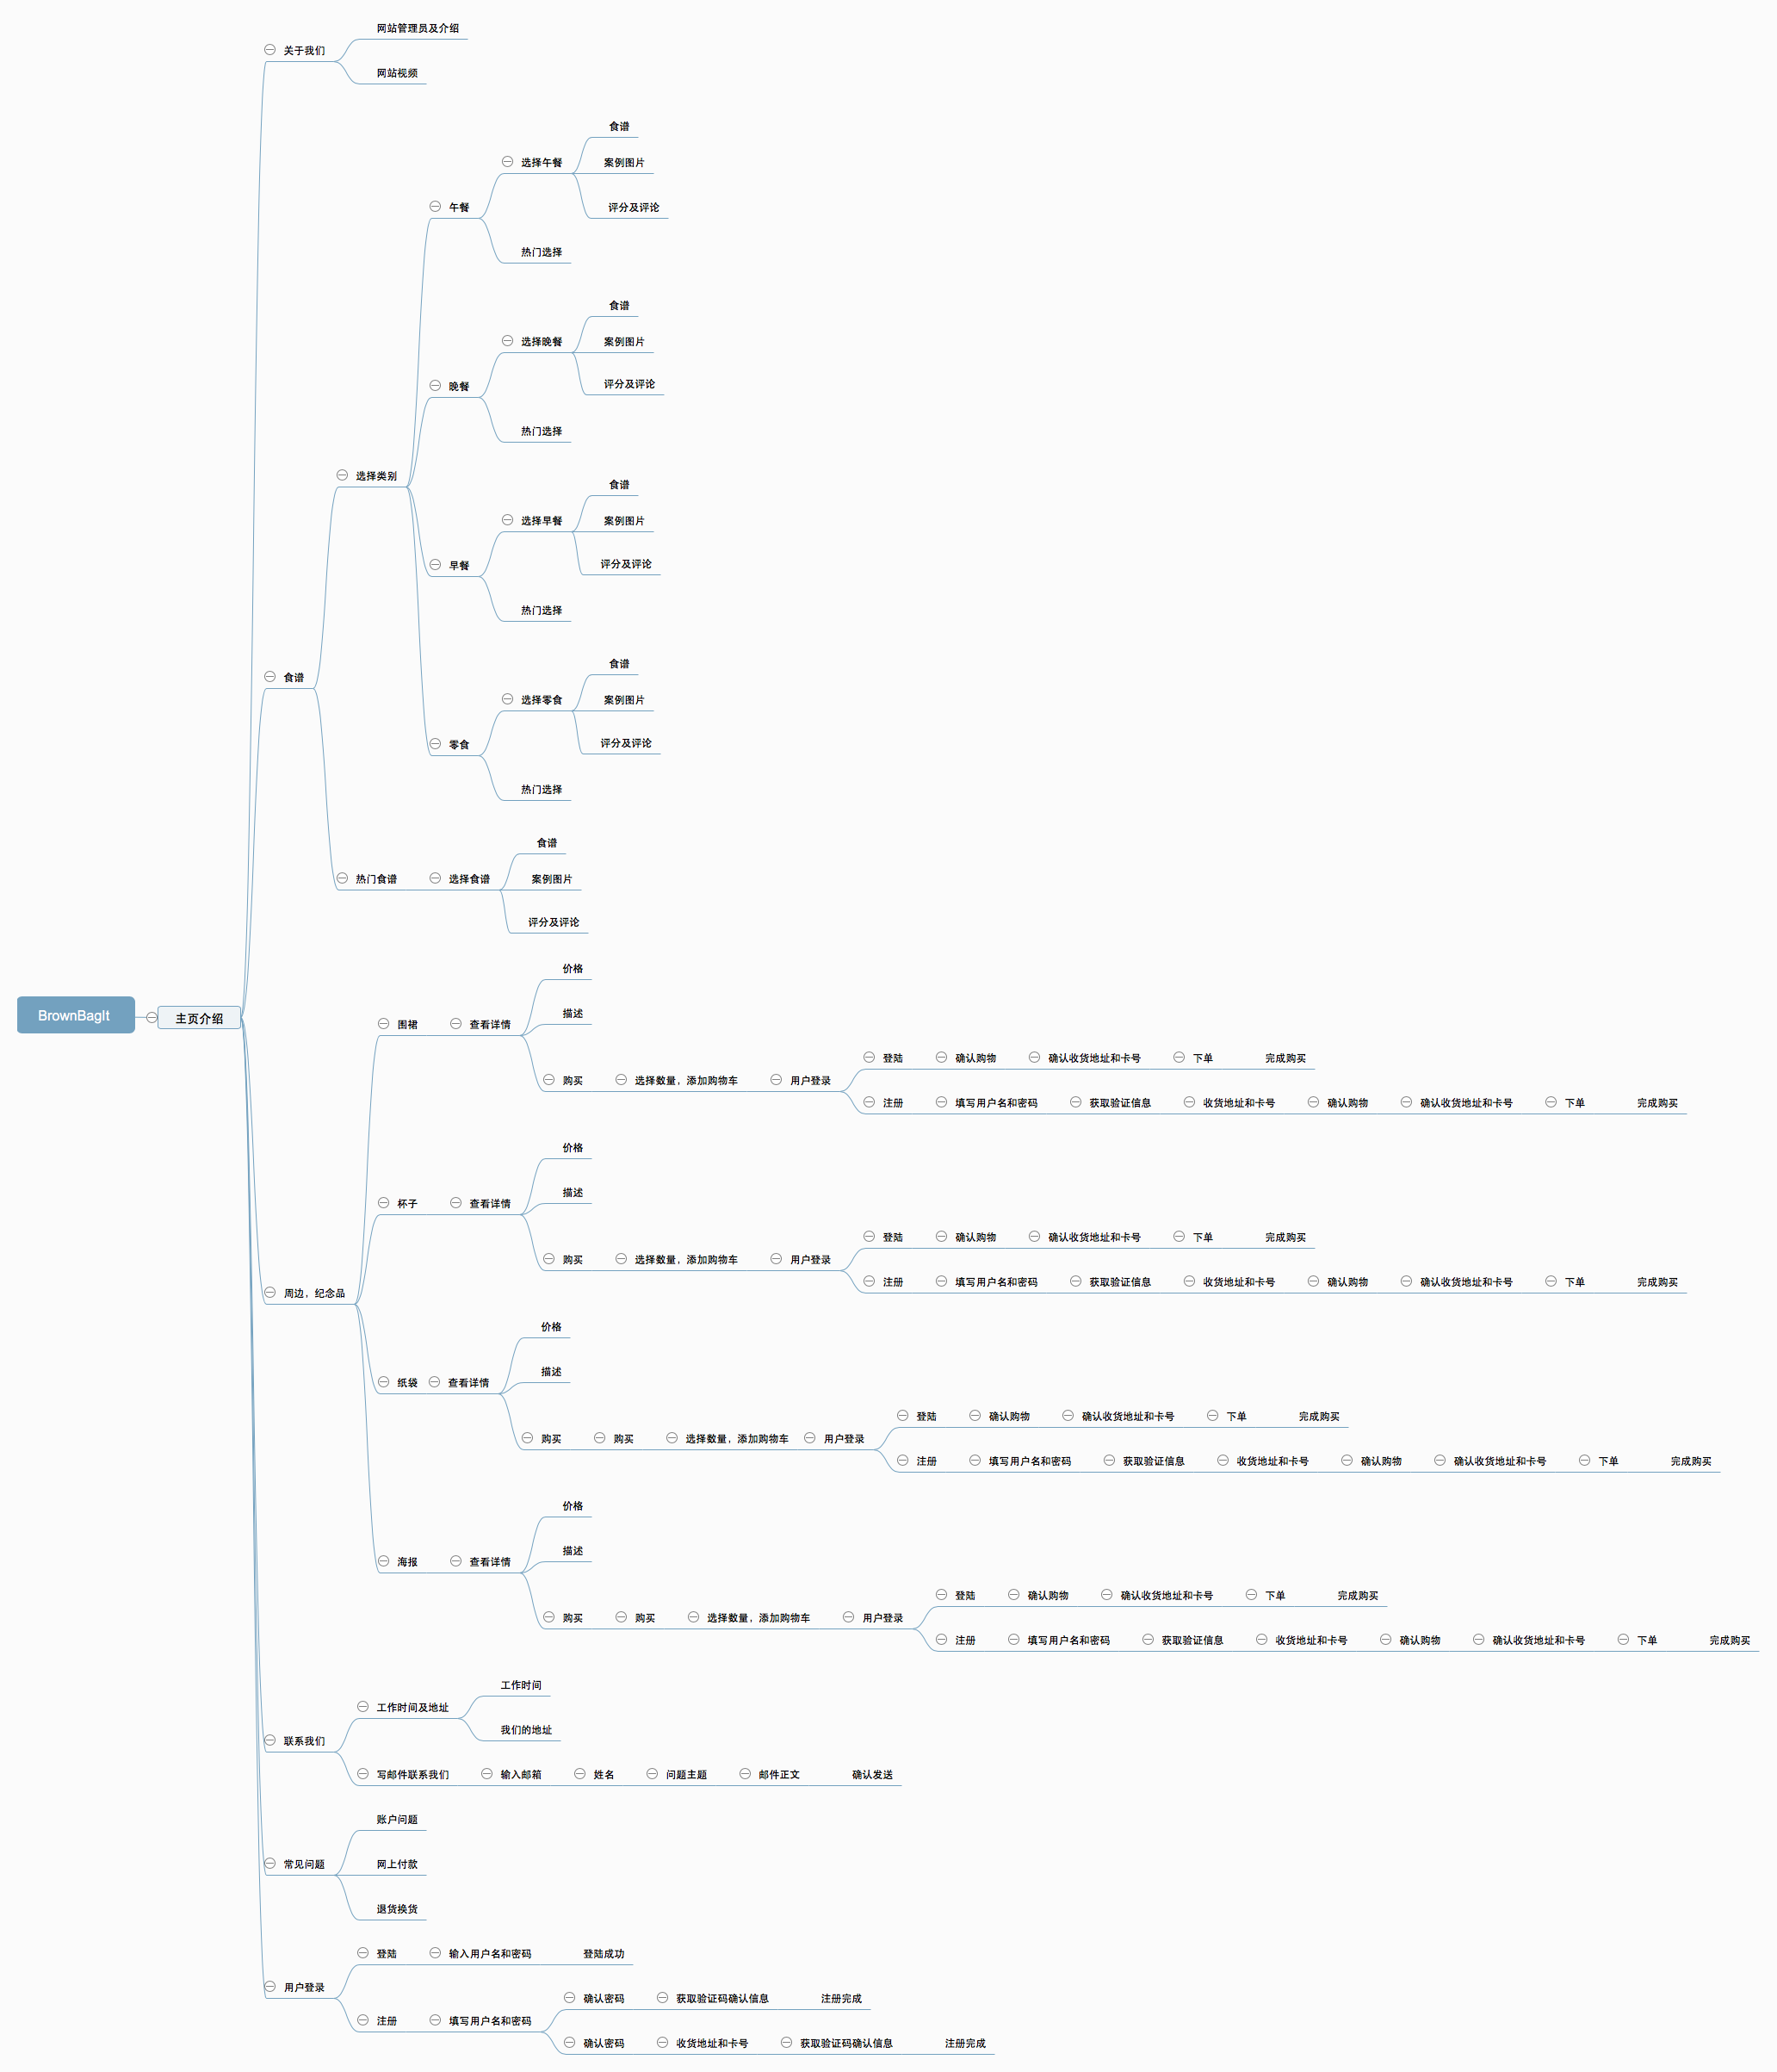 网站管理员及介绍
关于我们
网站视频
食谱
选择午餐
案例图片
午餐
评分及评论
热门选择
食谱
选择晚餐
案例图片
晚餐
评分及评论
热门选择
选择类别
食谱
选择早餐
案例图片
早餐
评分及评论
热门选择
食谱
食谱
选择零食
案例图片
零食
评分及评论
热门选择
食谱
热门食谱
选择食谱
案例图片
评分及评论
BrownBagIt
主页介绍
价格
围裙
查看详情
描述
购买
选择数量，添加购物车
用户登录
登陆
确认购物
确认收货地址和卡号
下单
完成购买
注册
填写用户名和密码
获取验证信息
收货地址和卡号
确认购物
确认收货地址和卡号
下单
完成购买
价格
杯子
查看详情
描述
购买
选择数量，添加购物车
用户登录
登陆
确认购物
确认收货地址和卡号
下单
完成购买
注册
填写用户名和密码
获取验证信息
收货地址和卡号
确认购物
确认收货地址和卡号
下单
完成购买
周边，纪念品
价格
纸袋
查看详情
描述
购买
购买
选择数量，添加购物车
用户登录
登陆
确认购物
确认收货地址和卡号
下单
完成购买
注册
填写用户名和密码
获取验证信息
收货地址和卡号
确认购物
确认收货地址和卡号
下单
完成购买
价格
海报
查看详情
描述
购买
购买
选择数量，添加购物车
用户登录
登陆
确认购物
确认收货地址和卡号
下单
完成购买
注册
填写用户名和密码
获取验证信息
收货地址和卡号
确认购物
确认收货地址和卡号
下单
完成购买
工作时间
工作时间及地址
我们的地址
联系我们
写邮件联系我们
输入邮箱
姓名
问题主题
邮件正文
确认发送
账户问题
常见问题
网上付款
退货换货
登陆
输入用户名和密码
登陆成功
用户登录
注册
填写用户名和密码
确认密码
获取验证码确认信息
注册完成
确认密码
收货地址和卡号
获取验证码确认信息
注册完成